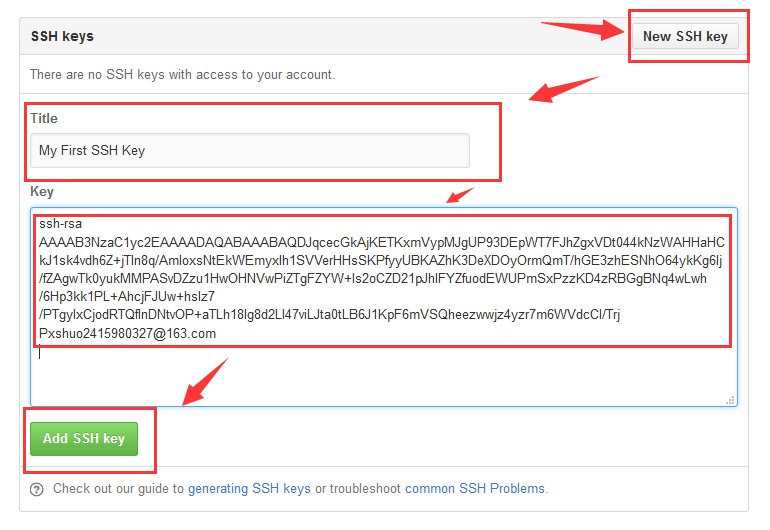 SSH keys
New SSH key
There are no SSH keys with access to your account.
Title
My First SSH Key
Key
ssh-rsa
AAAAB3NzaC1yc2EAAAADAQABAAABAQDJqcecGkAjKETKxmVypMJgUP93DEpWT7FJhZgxVDt044kNzWAHHaHC
kJ1sk4vdh6Z+jTln8q/AmloxsNtEkWEmyxlh1SVVerHHsSKPfyyUBKAZhK3DeXDOyOrmQmT/hGE3zhESNhO64ykKg6lj
/fZAgwTk0yukMMPASvDZzu1HwOHNVwPiZTgFZYW+ls2oCZD21pJhlFYZfuodEWUPmSxPzzKD4zRBGgBNq4wLwh
/6Hp3kk1PL+AhcjFJUw+hslz7
/PTgylxCjodRTQflnDNtvOP+aTLh18lg8d2Ll47viLJta0tLB6J1KpF6mVSQheezwwjz4yzr7m6WVdcCl/Trj
Pxshuo2415980327@163.com
Add SSH key
Check out our guide to generating SSH keys or troubleshoot common SSH Problems.